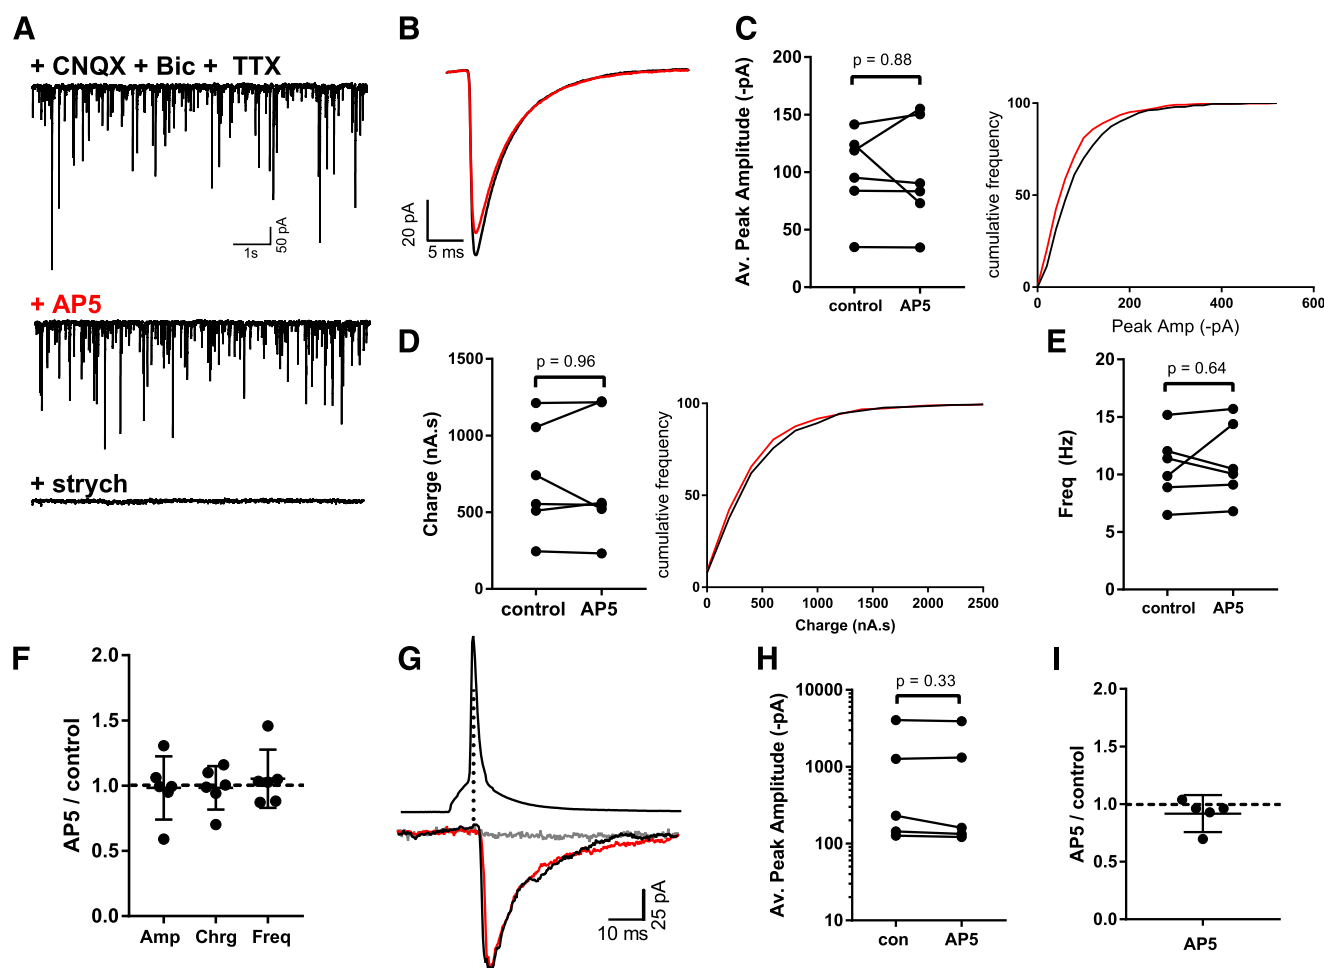 A
+ CNQX + Bic + TTX
50 pA
1s
+ AP5
+ strych
B
20 pA
5 ms
C
Av. Peak Amplitude (-pA)
200
150
100
50
0
p = 0.88
control
AP5
cumulative frequency
100
50
0
0
200
400
600
Peak Amp (-pA)
D
Charge (nA.s)
1500
1000
500
0
p = 0.96
control
AP5
cumulative frequency
100
50
0
0
500
1000
1500
2000
2500
Charge (nA.s)
E
Freq (Hz)
20
15
10
5
0
p = 0.64
control
AP5
F
AP5 / control
2.0
1.5
1.0
0.5
0.0
Amp
Chrg
Freq
G
25 pA
10 ms
H
Av. Peak Amplitude (-pA)
10000
1000
100
10
p = 0.33
con
AP5
I
AP5 / control
2.0
1.5
1.0
0.5
0.0
AP5